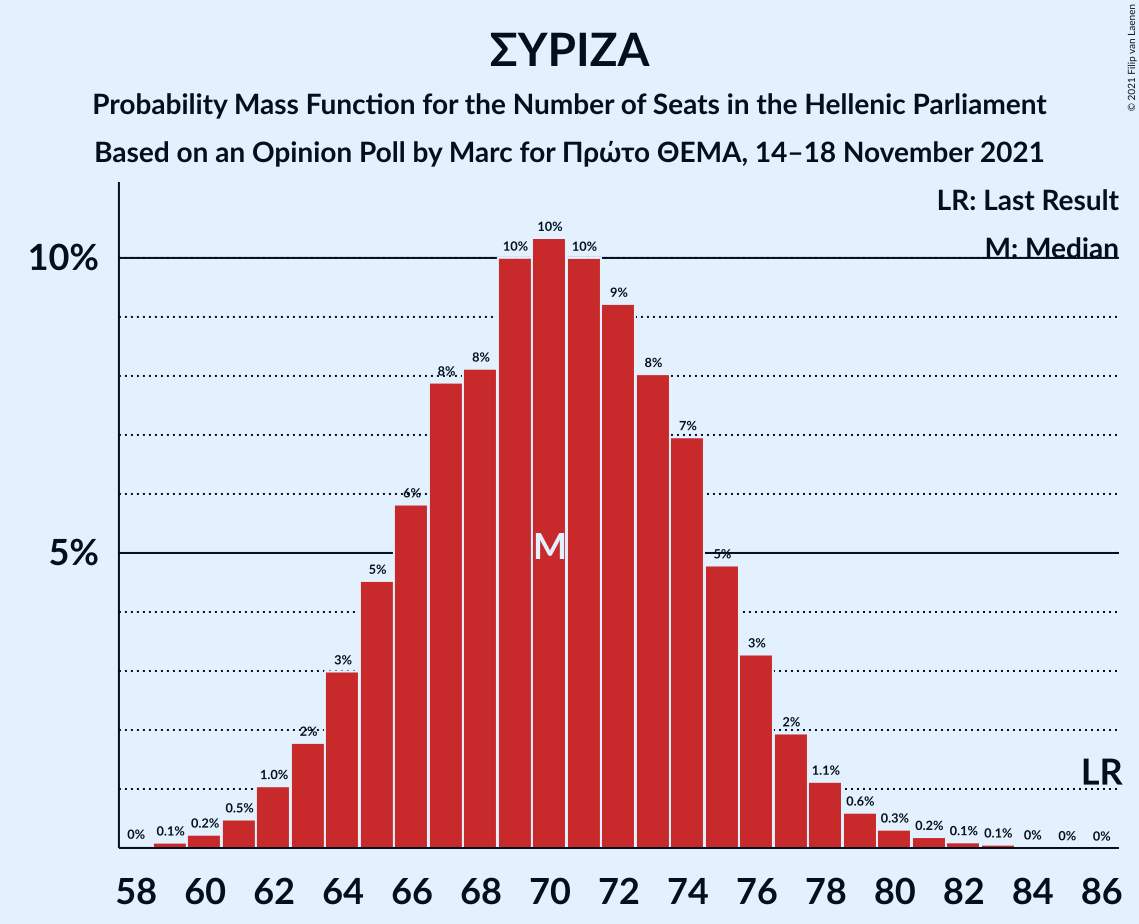 ΣΥΡΙΖΑ
Probability Mass Function for the Number of Seats in the Hellenic Parliament
Based on an Opinion Poll by Marc for Πρώτο ΘΕΜΑ, 14–18 November 2021
© 2021 Filip van Laenen
LR: Last Result
M: Median
10%
5%
0% 0.1% 0.2% 0.5% 1.0% 2% 3% 5% 6% 8% 8% 10% 10% 10% 9% 8% 7% 5% 3% 2% 1.1% 0.6% 0.3% 0.2% 0.1% 0.1% 0% 0% 0%
M
LR
58 60 62 64 66 68 70 72 74 76 78 80 82 84 86